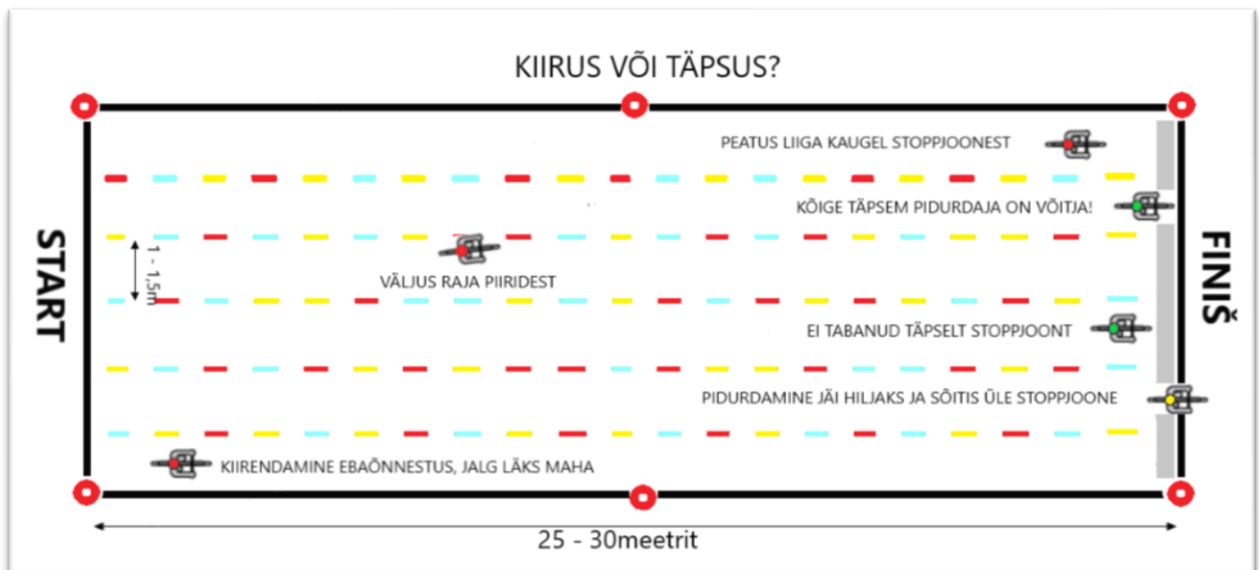 KIIRUS VÕI TÄPSUS?
PEATUS LIIGA KAUGEL STOPPJOONEST
KÕIGE TÄPSEM PIDURDAJA ON VÕITJA!
START
1 - 1,5m
VÄLJUS RAJA PIIRIDEST
FINIŠ
EI TABANUD TÄPSELT STOPPJOONT
PIDURDAMINE JÄI HILJAKS JA SÕITIS ÜLE STOPPJOONE
KIIRENDAMINE EBAÕNNESTUS, JALG LÄKS MAHA
25 - 30meetrit